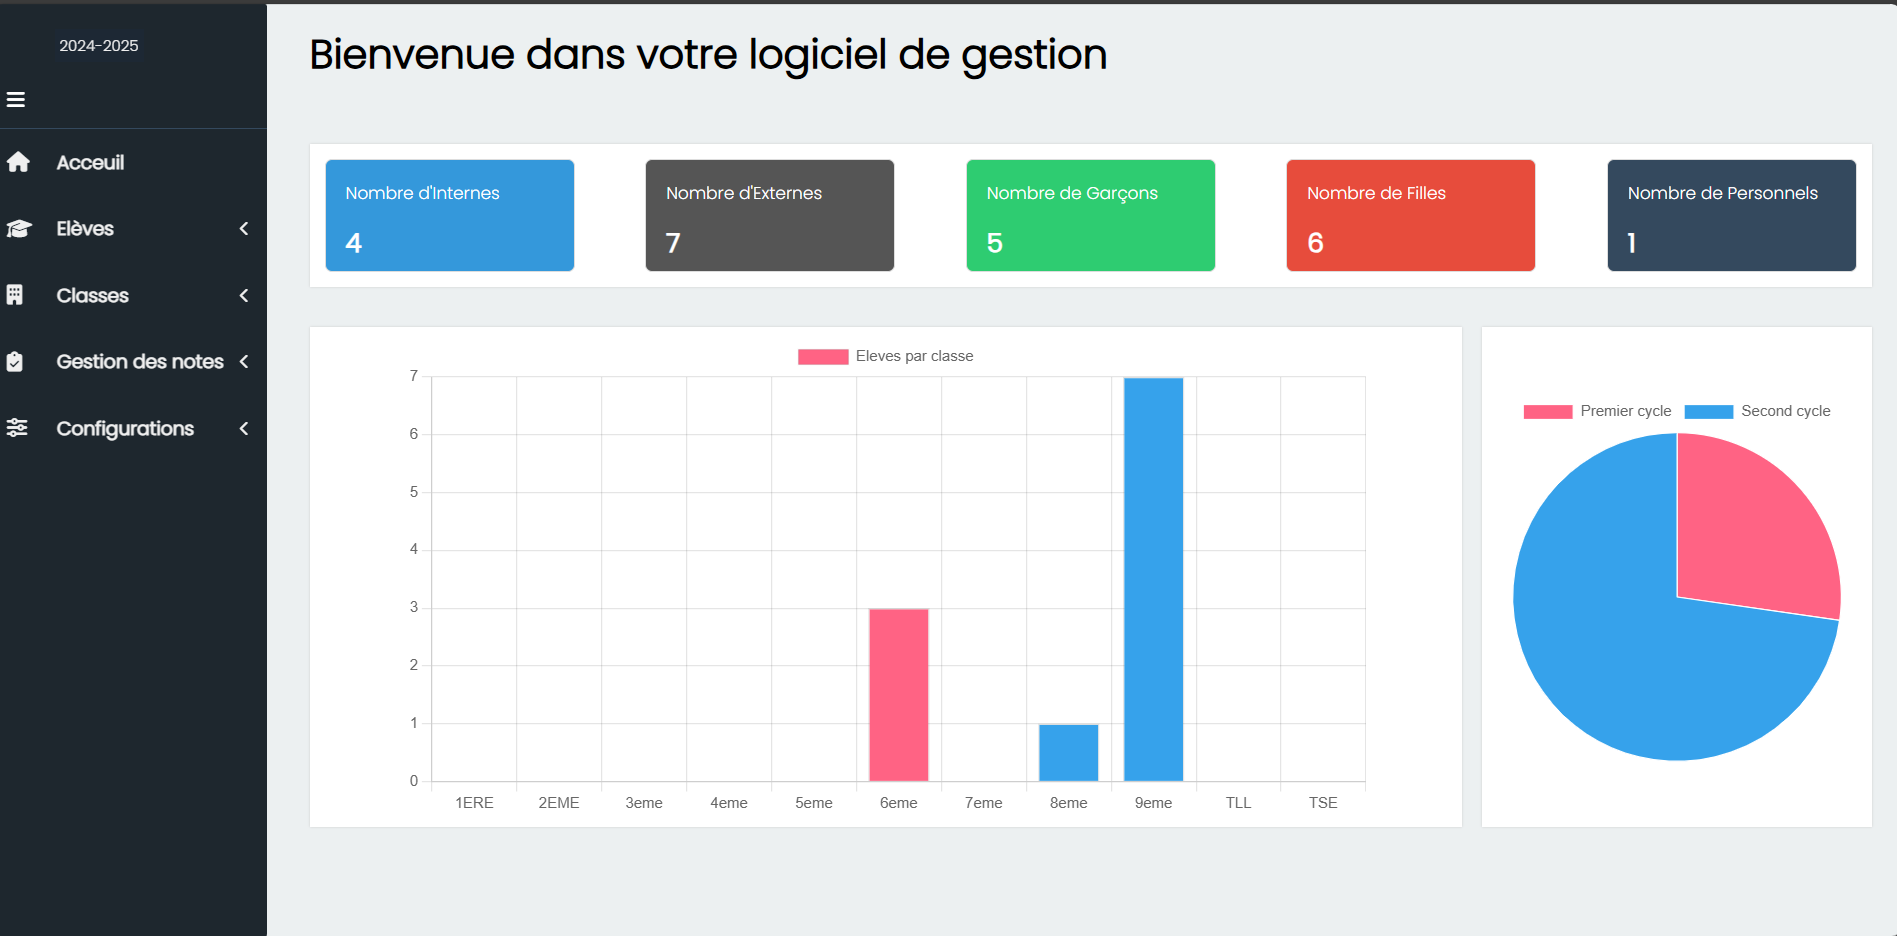 2024-2025
Acceuil
Elèves
Classes
Gestion des notes
Configurations
Bienvenue dans votre logiciel de gestion
Nombre d'Internes
4
Nombre d'Externes
7
Nombre de Garçons
5
Nombre de Filles
6
Nombre de Personnels
1
Eleves par classe
7
6
5
4
3
2
1
0
1ERE 2EME 3eme 4eme 5eme 6eme 7eme 8eme 9eme TLL TSE
Premier cycle Second cycle